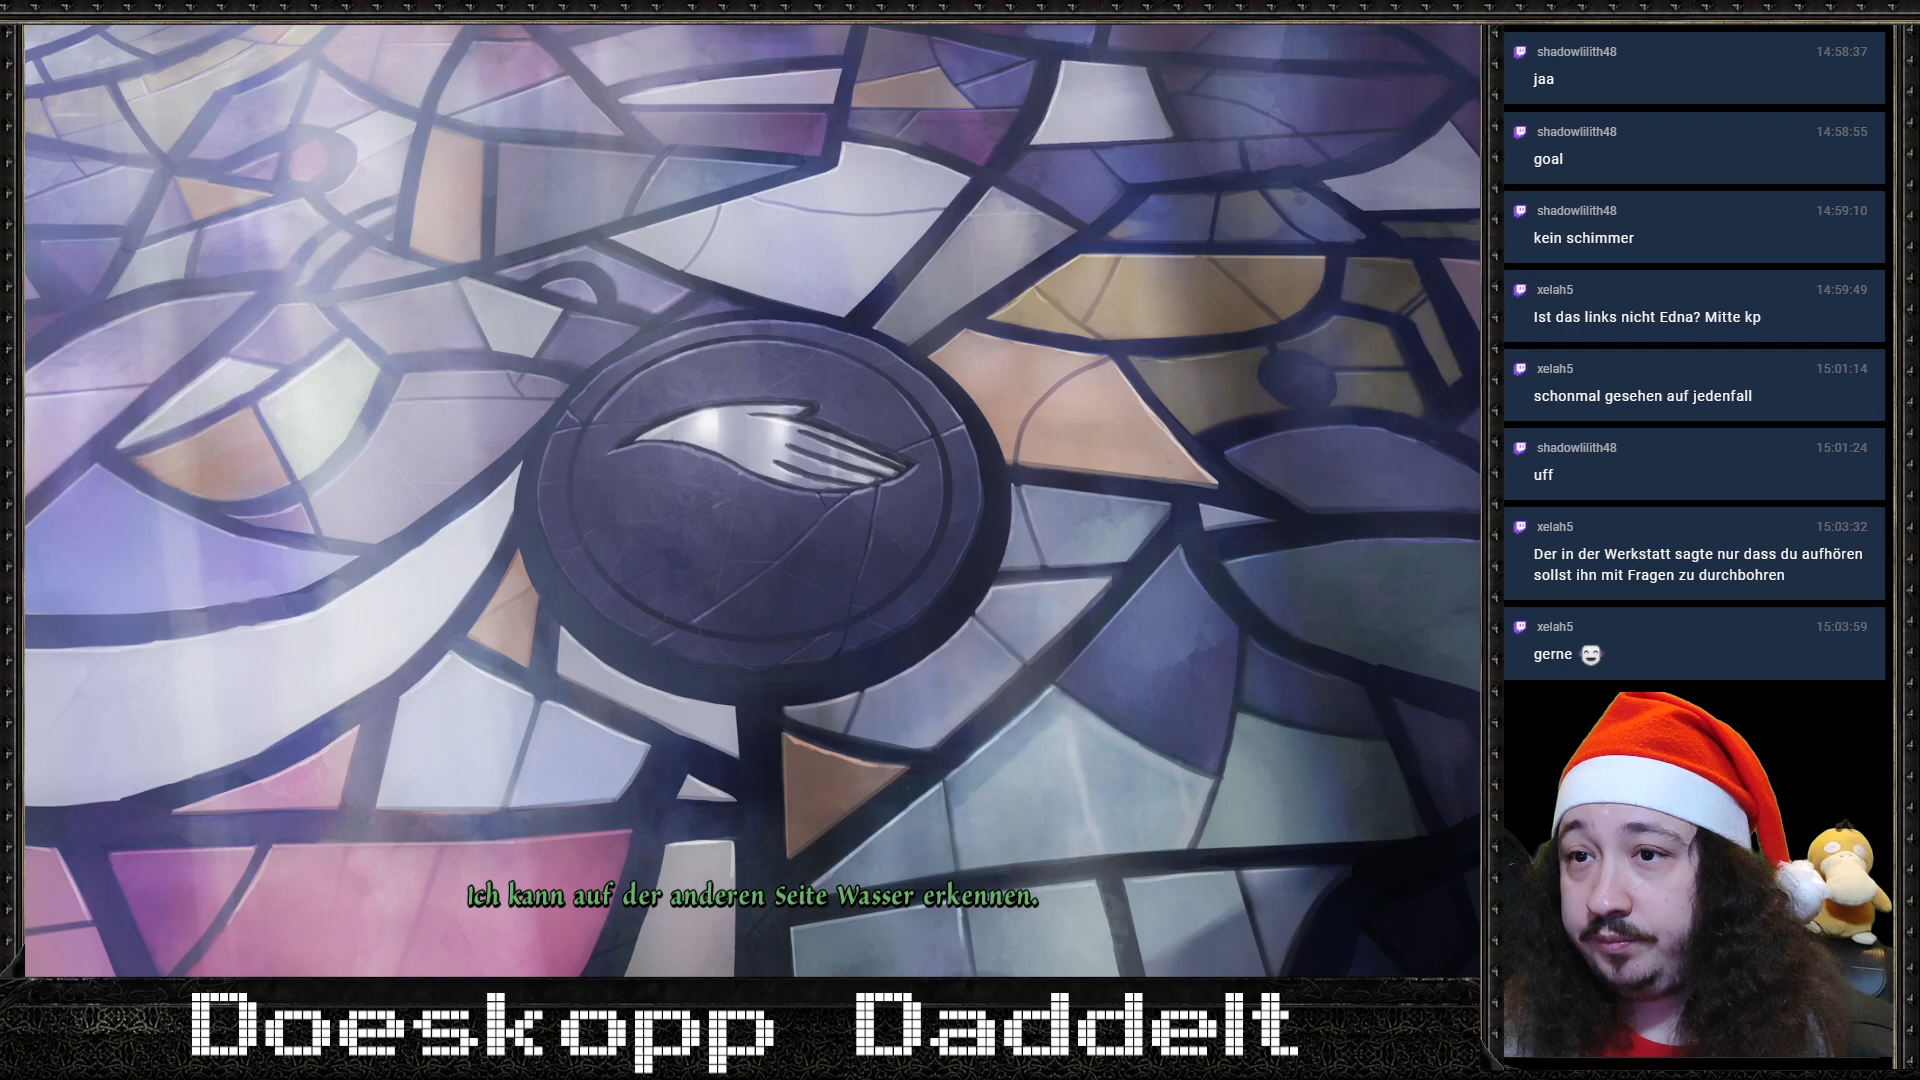 shadowlilith48 14:58:37
jaa
shadowlilith48 14:58:55
goal
shadowlilith48 14:59:10
kein schimmer
xelah5 14:59:49
Ist das links nicht Edna? Mitte kp
xelah5 15:01:14
schonmal gesehen auf jedenfall
shadowlilith48 15:01:24
uff
xelah5 15:03:32
Der in der Werkstatt sagte nur dass du aufhören
sollst ihn mit Fragen zu durchbohren
xelah5 15:03:59
gerne
Ich kann auf der anderen Seite Wasser erkennen.
Doeskopp Daddelt